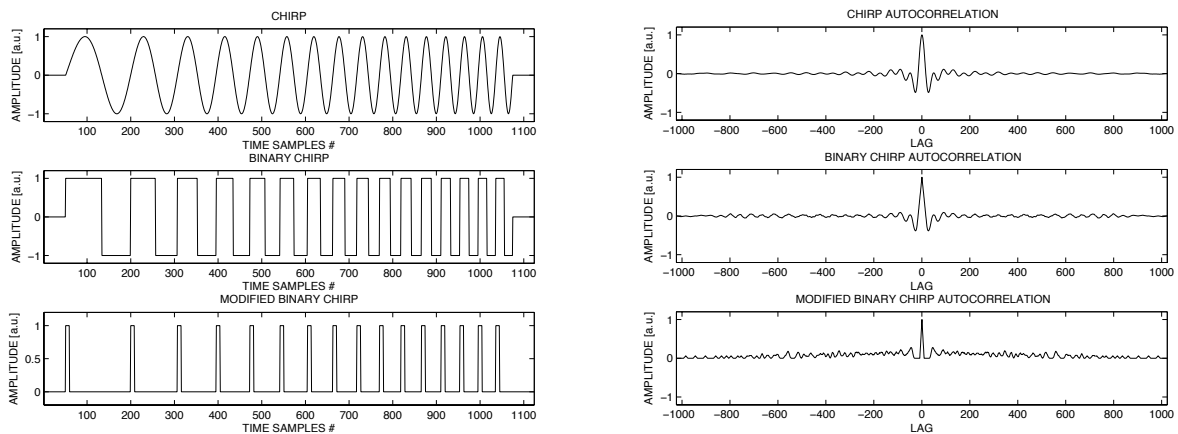 CHIRP
AMPLITUDE [a.u.]
1
0
−1
100 200 300 400 500 600 700 800 900 1000 1100
TIME SAMPLES #
BINARY CHIRP
AMPLITUDE [a.u.]
1
0
−1
100 200 300 400 500 600 700 800 900 1000 1100
TIME SAMPLES #
MODIFIED BINARY CHIRP
AMPLITUDE [a.u.]
1
0.5
0
100 200 300 400 500 600 700 800 900 1000 1100
TIME SAMPLES #
CHIRP AUTOCORRELATION
AMPLITUDE [a.u.]
1
0
−1
−1000 −800 −600 −400 −200 0 200 400 600 800 1000
LAG
BINARY CHIRP AUTOCORRELATION
AMPLITUDE [a.u.]
1
0
−1
−1000 −800 −600 −400 −200 0 200 400 600 800 1000
LAG
MODIFIED BINARY CHIRP AUTOCORRELATION
AMPLITUDE [a.u.]
1
0
−1
−1000 −800 −600 −400 −200 0 200 400 600 800 1000
LAG